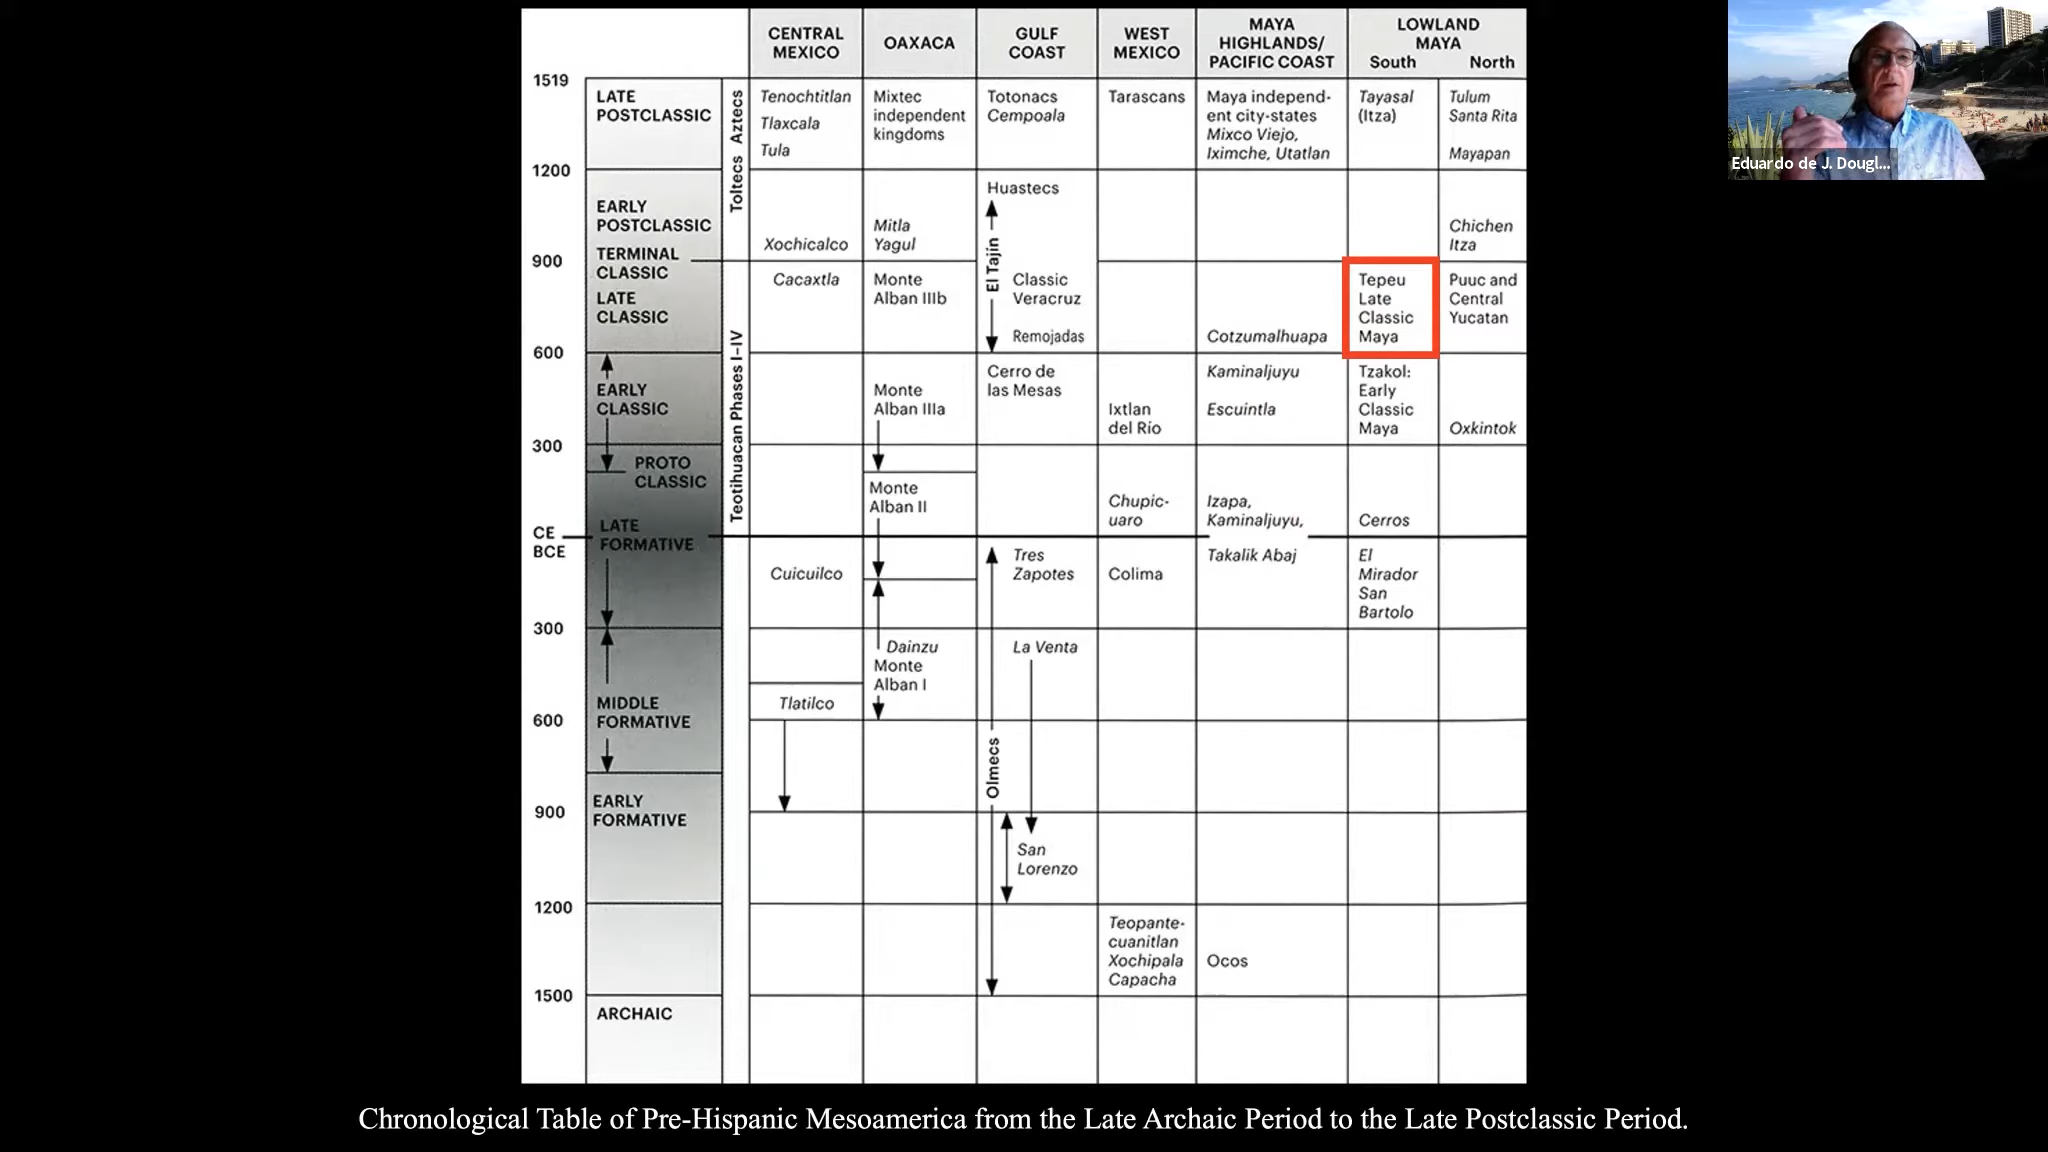 CENTRAL
MEXICO
OAXACA
GULF
COAST
WEST
MEXICO
MAYA
HIGHLANDS/
PACIFIC COAST
LOWLAND
MAYA
South
North
1519
LATE
POSTCLASSIC
Toltecs Aztecs
Tenochtitlan
Tlaxcala
Tula
Mixtec
independent
kingdoms
Totonacs
Cempoala
Tarascans
Maya independ-
ent city-states
Mixco Viejo,
Iximche, Utatlan
Tayasal
(Itza)
Tulum
Santa Rita
Mayapan
1200
EARLY
POSTCLASSIC
Xochicalco
Mitla
Yagul
Huastecs
El Tajin
Chichen
Itza
TERMINAL
CLASSIC
900
LATE
CLASSIC
Teotihuacan Phases I–IV
Cacaxtla
Monte
Alban IIIb
Classic
Veracruz
Remojadas
Cotzumalhuapa
Tepeu
Late
Classic
Maya
Puuc and
Central
Yucatan
600
EARLY
CLASSIC
Monte
Alban IIIa
Cerro de
las Mesas
Ixtlan
del Rio
Kaminaljuyu
Escuintla
Tzakol:
Early
Classic
Maya
Oxkintok
300
PROTO
CLASSIC
Monte
Alban II
Chupic-
uaro
Izapa,
Kaminaljuyu,
Cerros
CE
BCE
LATE
FORMATIVE
Cuicuilco
Tres
Zapotes
Colima
Takalik Abaj
El
Mirador
San
Bartolo
300
MIDDLE
FORMATIVE
Tlatilco
Dainzu
Monte
Alban I
La Venta
Olmecs
600
EARLY
FORMATIVE
900
San
Lorenzo
1200
Teopante-
cuanitlan
Xochipala
Capacha
Ocos
1500
ARCHAIC
Chronological Table of Pre-Hispanic Mesoamerica from the Late Archaic Period to the Late Postclassic Period.
Eduardo de J. Dougl...